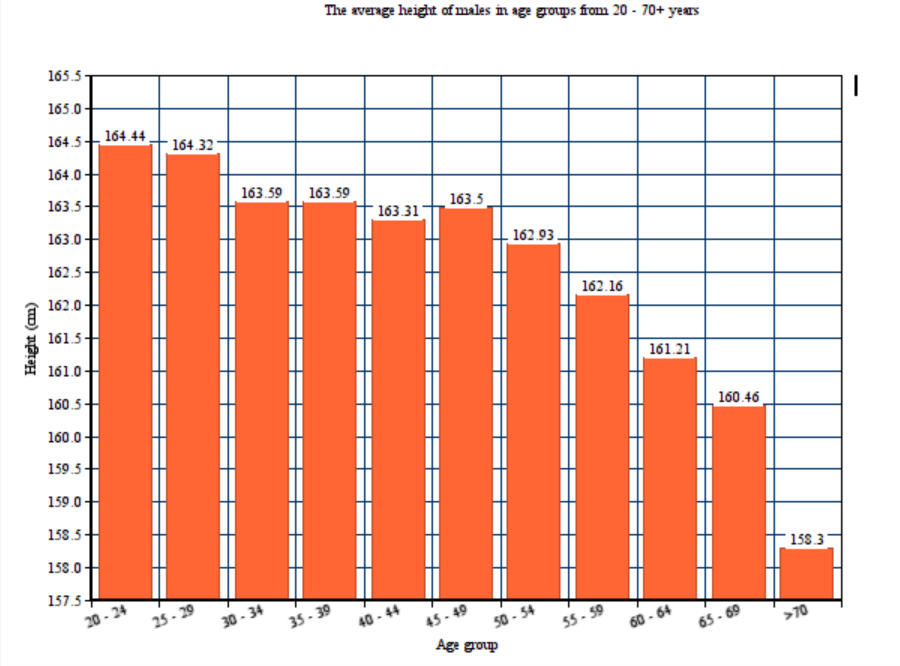 The average height of males in age groups from 20 - 70+ years
165.5
165.0
164.5
164.0
163.5
163.0
162.5
162.0
161.5
161.0
160.5
160.0
159.5
159.0
158.5
158.0
157.5
Height (cm)
164.44
164.32
163.59
163.59
163.31
163.5
162.93
162.16
161.21
160.46
158.3
20 - 24
25 - 29
30 - 34
35 - 39
40 - 44
45 - 49
50 - 54
55 - 59
60 - 64
65 - 69
>70
Age group